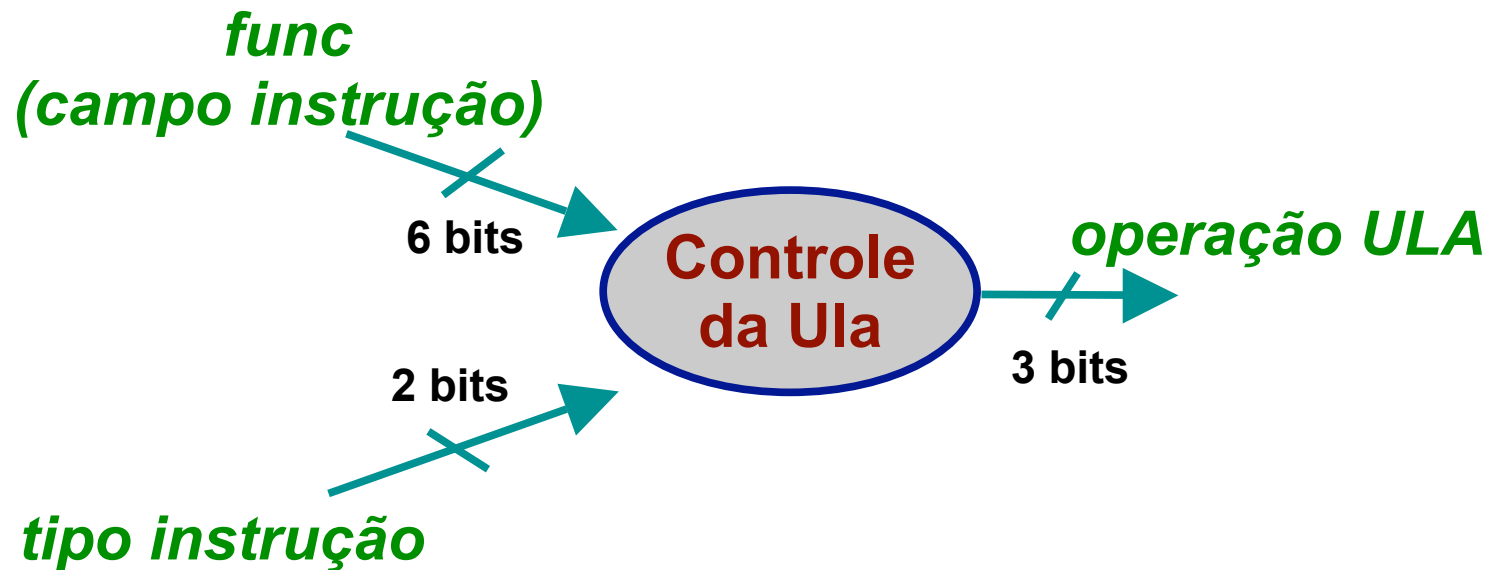 func
(campo instrução)
6 bits
Controle
da Ula
operação ULA
3 bits
2 bits
tipo instrução